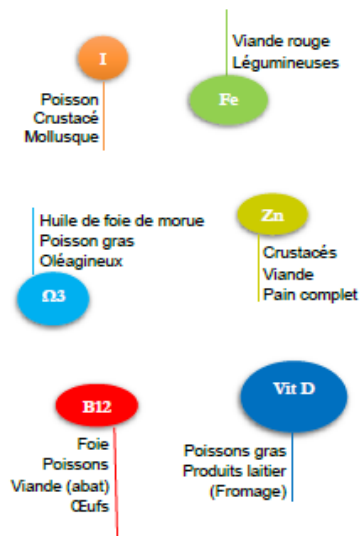 I
Poisson
Crustacé
Mollusque
Viande rouge
Légumineuses
Fe
Huile de foie de morue
Poisson gras
Oléagineux
Ω3
Zn
Crustacés
Viande
Pain complet
B12
Foie
Poissons
Viande (abat)
Œufs
Vit D
Poissons gras
Produits laitier
(Fromage)